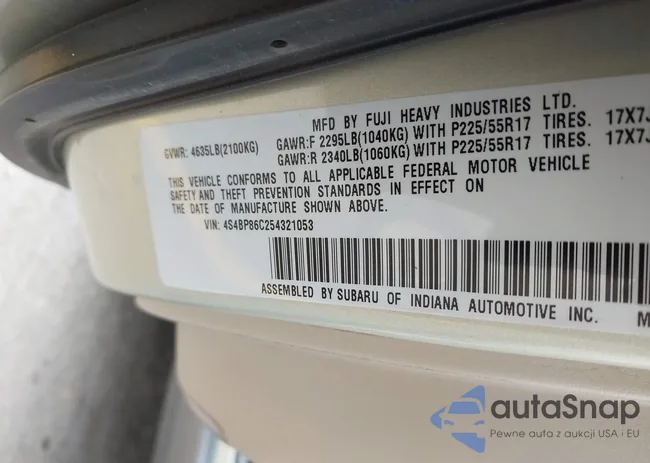 MFD BY FUJI HEAVY INDUSTRIES LTD.
GVWR: 4635LB(2100KG) GAWR:F 2295LB(1040KG) WITH P225/55R17 TIRES. 17X7J
GAWR:R 2340LB(1060KG) WITH P225/55R17 TIRES. 17X7J
THIS VEHICLE CONFORMS TO ALL APPLICABLE FEDERAL MOTOR VEHICLE
SAFETY AND THEFT PREVENTION STANDARDS IN EFFECT ON
THE DATE OF MANUFACTURE SHOWN ABOVE.
VIN: 4S4BP86C254321053
ASSEMBLED BY SUBARU OF INDIANA AUTOMOTIVE INC. M
autaSnap
Pewne auta z aukcji USA i EU